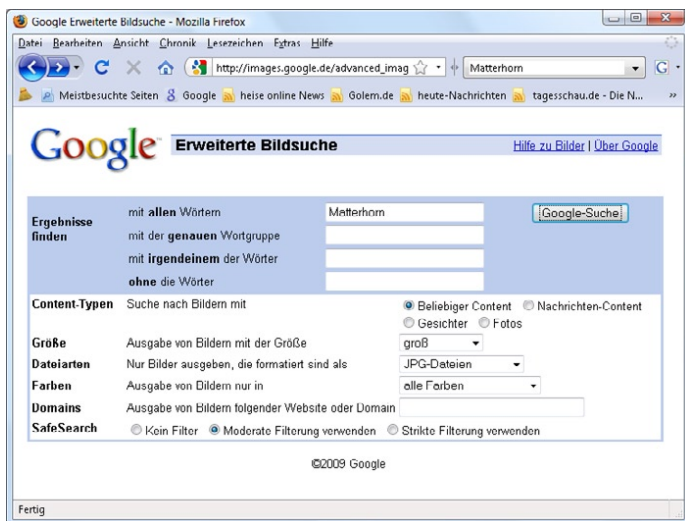 Google Erweiterte Bildsuche - Mozilla Firefox
Datei Bearbeiten Ansicht Chronik Lesezeichen Extras Hilfe
http://images.google.de/advanced_imag Matterhorn G
Meistbesuchte Seiten Google heise online News Golem.de heute-Nachrichten tagesschau.de - Die N... »
Google™ Erweiterte Bildsuche Hilfe zu Bilder | Über Google
Ergebnisse finden
mit allen Wörtern Matterhorn Google-Suche
mit der genauen Wortgruppe
mit irgendeinem der Wörter
ohne die Wörter
Content-Typen Suche nach Bildern mit Beliebiger Content Nachrichten-Content
Gesichter Fotos
Größe Ausgabe von Bildern mit der Größe groß
Dateiarten Nur Bilder ausgeben, die formatiert sind als JPG-Dateien
Farben Ausgabe von Bildern nur in alle Farben
Domains Ausgabe von Bildern folgender Website oder Domain
SafeSearch Kein Filter Moderate Filterung verwenden Strikte Filterung verwenden
©2009 Google
Fertig